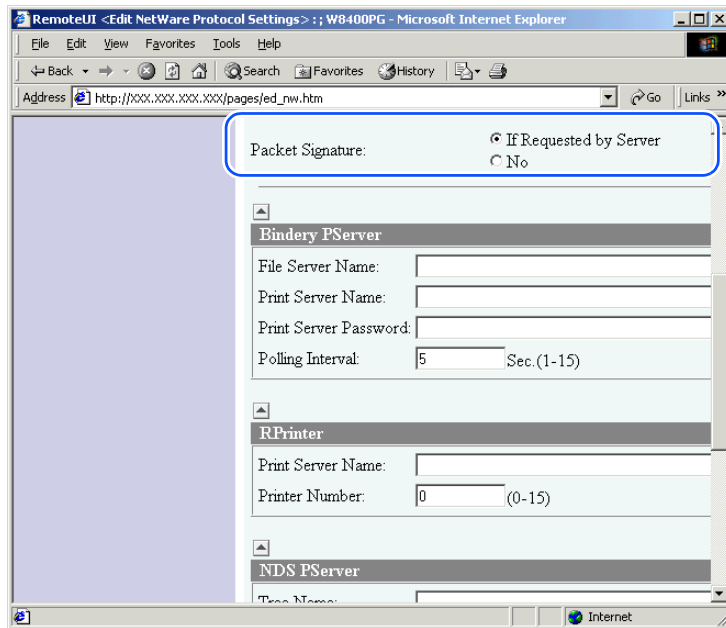 RemoteUI <Edit NetWare Protocol Settings> : ; W8400PG - Microsoft Internet Explorer
File Edit View Favorites Tools Help
Back Search Favorites History
Address http://XXX.XXX.XXX.XXX/pages/ed_nw.htm Go Links »
Packet Signature: If Requested by Server
No
Bindery PServer
File Server Name:
Print Server Name:
Print Server Password:
Polling Interval: 5 Sec.(1-15)
RPrinter
Print Server Name:
Printer Number: 0 (0-15)
NDS PServer
Tree Name:
Internet